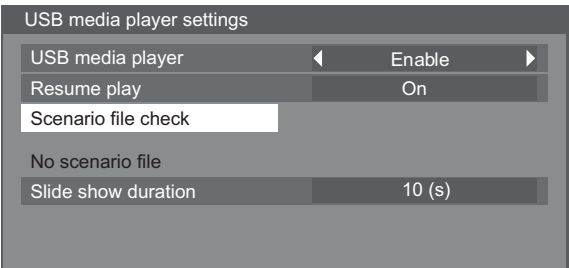 USB media player settings
USB media player Enable
Resume play On
Scenario file check
No scenario file
Slide show duration 10 (s)